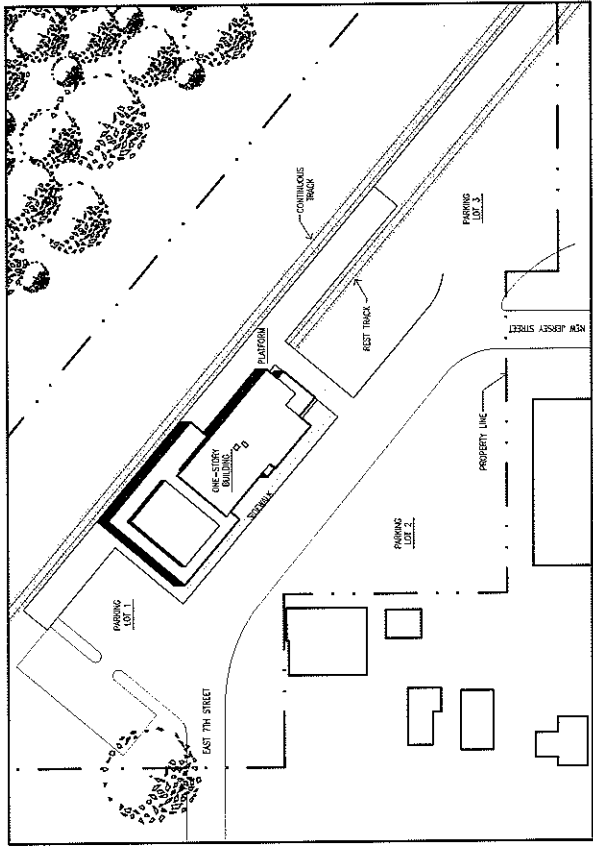 CONTINUOUS
TRACK
PARKING
LOT 3
REST TRACK
NEW JERSEY STREET
PLATFORM
ONE-STORY
BUILDING
PROPERTY LINE
SIDEWALK
PARKING
LOT 2
PARKING
LOT 1
EAST 7TH STREET